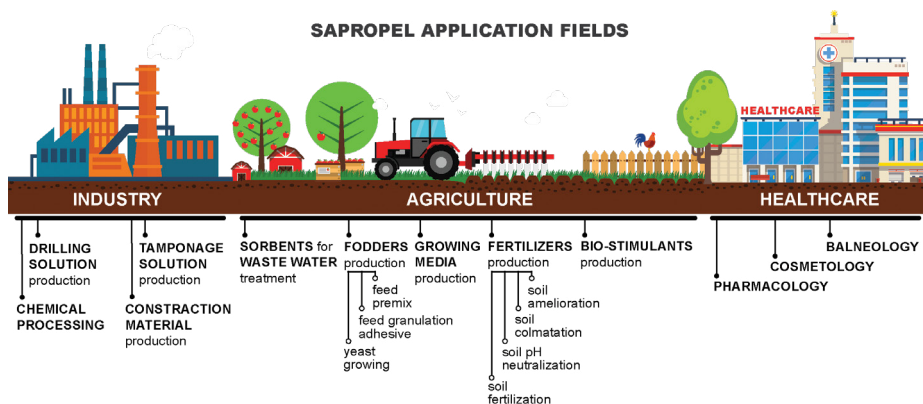 SAPROPEL APPLICATION FIELDS
HEALTHCARE
INDUSTRY
AGRICULTURE
HEALTHCARE
DRILLING
SOLUTION
production
TAMPONAGE
SOLUTION
production
CHEMICAL
PROCESSING
CONSTRACTION
MATERIAL
production
SORBENTS for
WASTE WATER
treatment
FODDERS
production
feed
premix
feed granulation
adhesive
yeast
growing
GROWING
MEDIA
production
FERTILIZERS
production
soil
amelioration
soil
colmatation
soil pH
neutralization
soil
fertilization
BIO-STIMULANTS
production
BALNEOLOGY
COSMETOLOGY
PHARMACOLOGY